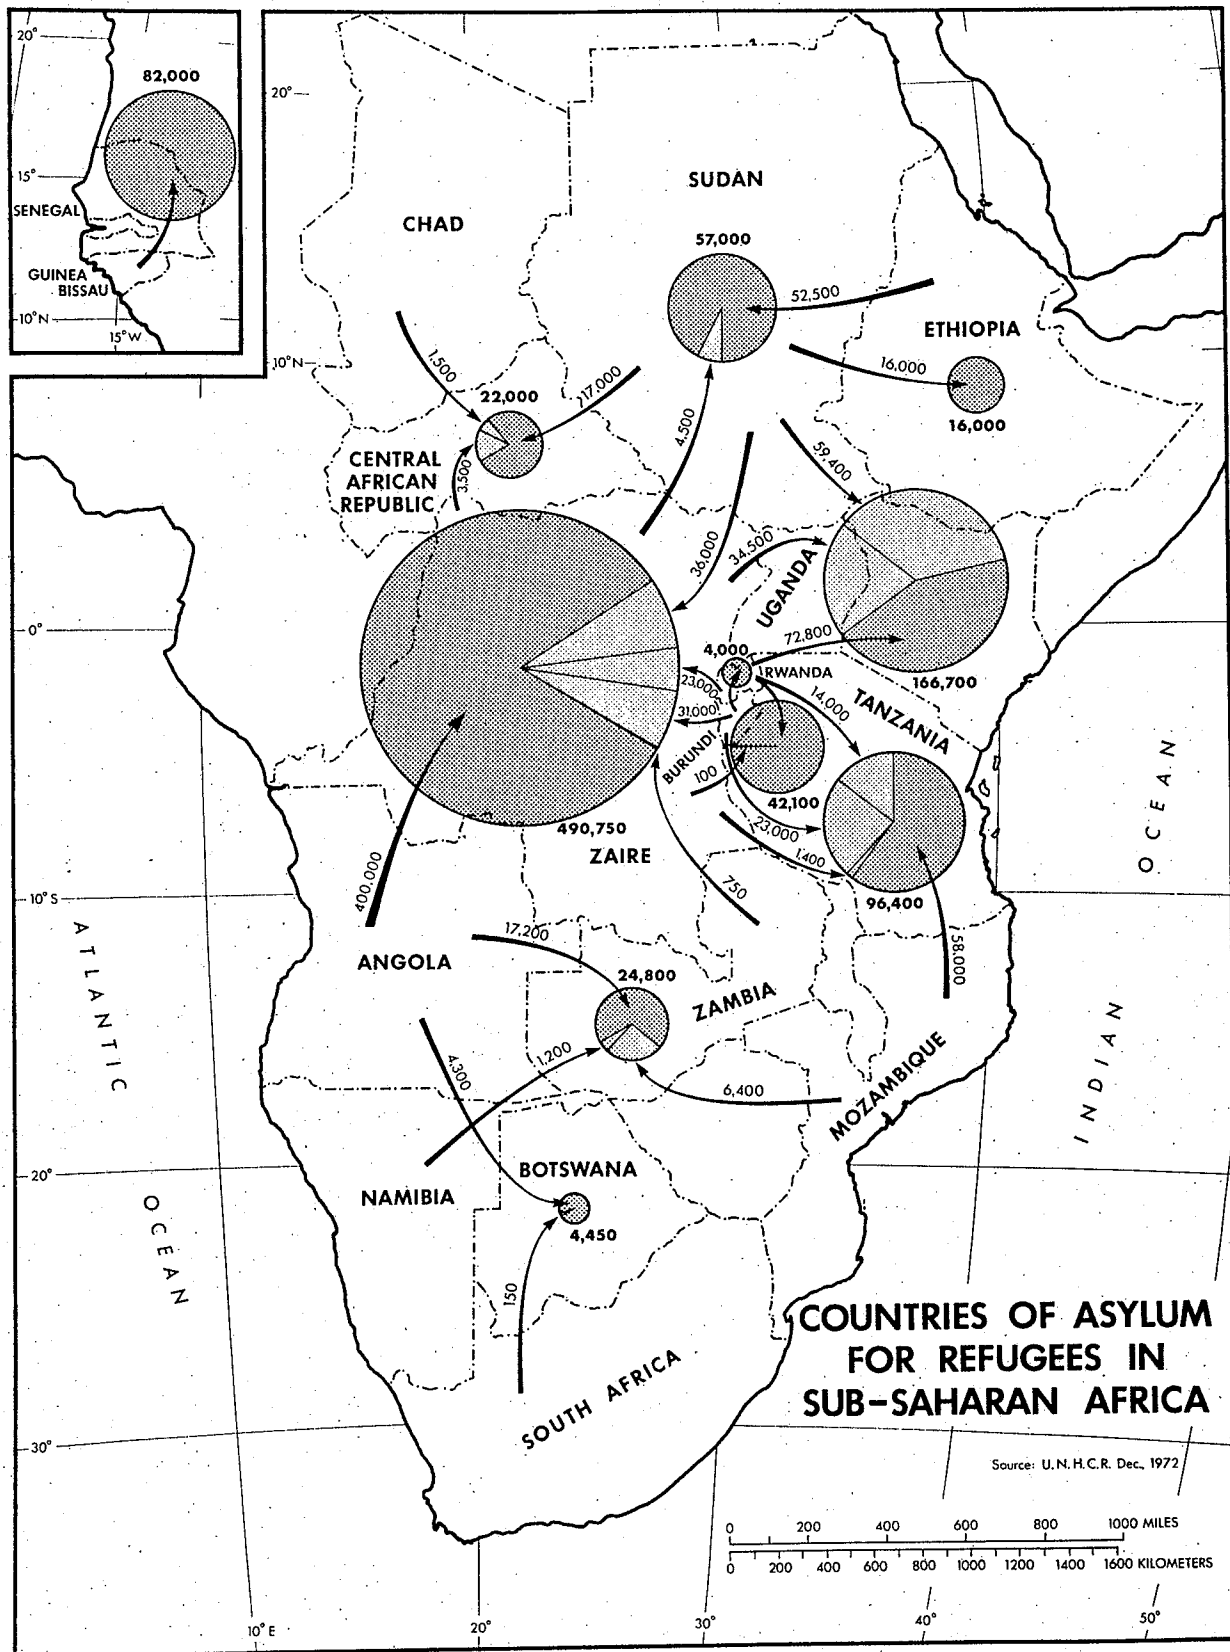 20°
82,000
15°
SENEGAL
GUINEA
BISSAU
10°N
15°W
20°
CHAD
SUDAN
57,000
52,500
ETHIOPIA
16,000
16,000
10°N
1,500
22,000
17,000
4,500
59,400
CENTRAL
AFRICAN
REPUBLIC
3,500
36,000
34,500
UGANDA
0°
72,800
166,700
4,000
RWANDA
23,000
31,000
14,000
TANZANIA
BURUNDI
100
42,100
23,000
1,400
96,400
490,750
ZAIRE
750
58,000
400,000
10°S
ANGOLA
17,200
24,800
ZAMBIA
4,300
1,200
6,400
MOZAMBIQUE
ATLANTIC
OCEAN
INDIAN
OCEAN
20°
NAMIBIA
BOTSWANA
4,450
150
SOUTH AFRICA
30°
COUNTRIES OF ASYLUM
FOR REFUGEES IN
SUB-SAHARAN AFRICA
Source: U.N.H.C.R. Dec., 1972
0 200 400 600 800 1000 MILES
0 200 400 600 800 1000 1200 1400 1600 KILOMETERS
10°E
20°
30°
40°
50°